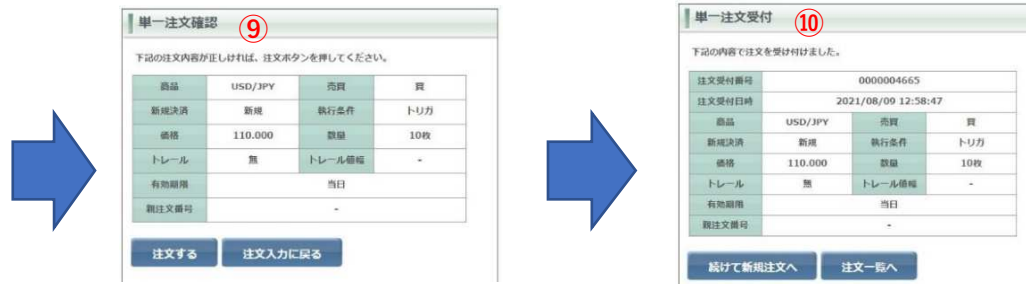 単一注文確認 ⑨
下記の注文内容が正しければ、注文ボタンを押してください。
商品 USD/JPY 売買 買
新規決済 新規 執行条件 トリガ
価格 110.000 数量 10枚
トレール 無 トレール値幅 -
有効期限 当日
親注文番号 -
注文する 注文入力に戻る
単一注文受付 ⑩
下記の内容で注文を受け付けました。
注文受付番号 0000004665
注文受付日時 2021/08/09 12:58:47
商品 USD/JPY 売買 買
新規決済 新規 執行条件 トリガ
価格 110.000 数量 10枚
トレール 無 トレール値幅 -
有効期限 当日
親注文番号 -
続けて新規注文へ 注文一覧へ